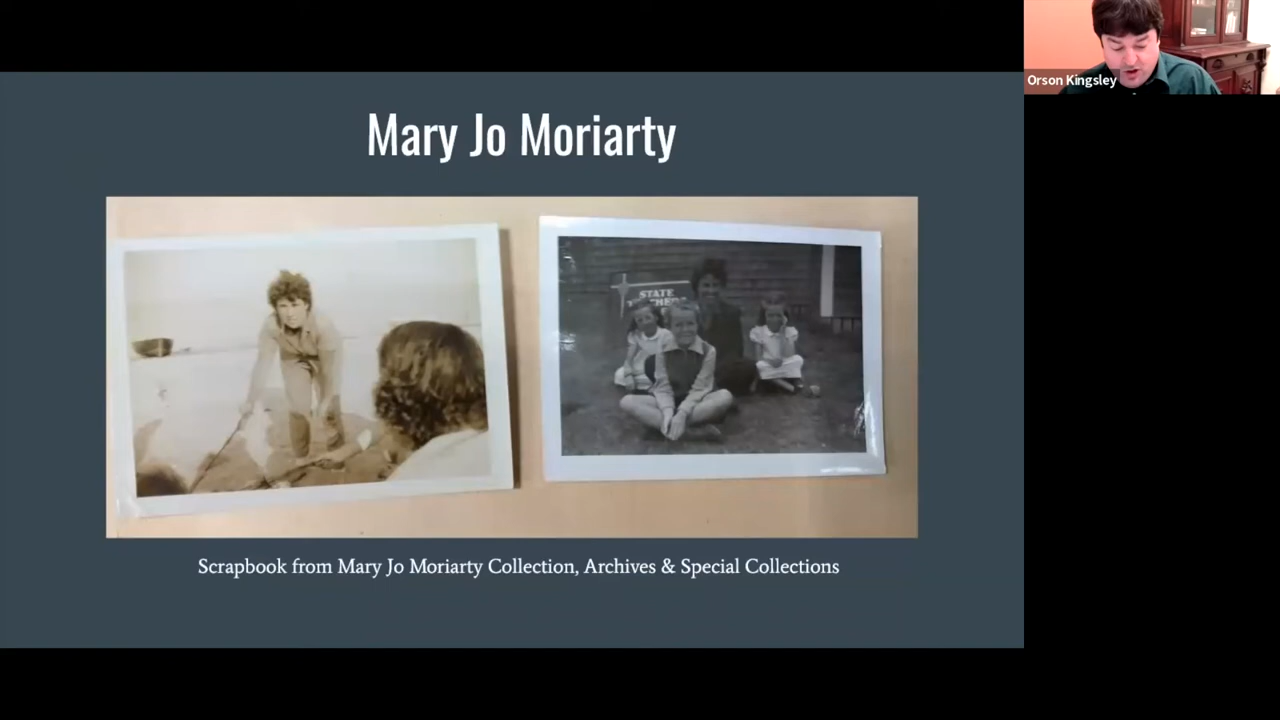 Mary Jo Moriarty
Orson Kingsley
STATE
Scrapbook from Mary Jo Moriarty Collection, Archives & Special Collections